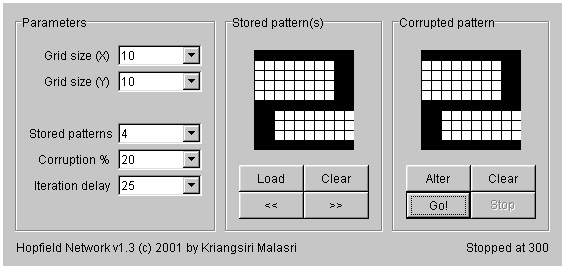 Parameters
Grid size (X) 10
Grid size (Y) 10
Stored patterns 4
Corruption % 20
Iteration delay 25
Stored pattern(s)
Load Clear
<< >>
Corrupted pattern
Alter Clear
Go! Stop
Hopfield Network v1.3 (c) 2001 by Kriangsiri Malasri
Stopped at 300